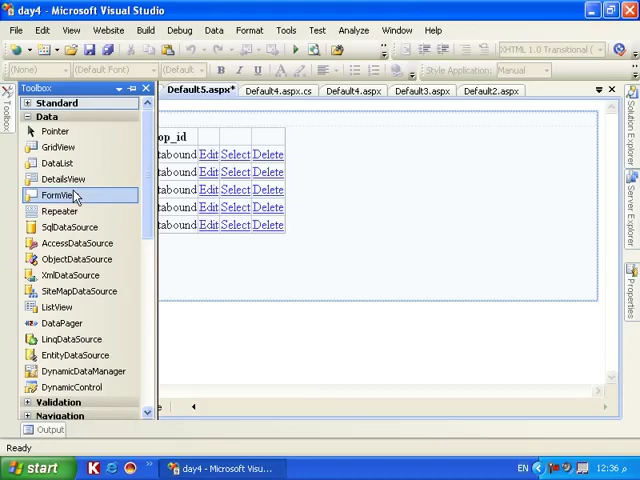 day4 - Microsoft Visual Studio
File Edit View Website Build Debug Data Format Tools Test Analyze Window Help
XHTML 1.0 Transitional (
(None) (Default Font) (Default B I U A Style Application: Manual
Toolbox Default5.aspx* Default4.aspx.cs Default4.aspx Default3.aspx Default2.aspx
Toolbox
Standard
Data
Pointer
GridView
DataList
DetailsView
FormView
Repeater
SqlDataSource
AccessDataSource
ObjectDataSource
XmlDataSource
SiteMapDataSource
ListView
DataPager
LinqDataSource
EntityDataSource
DynamicDataManager
DynamicControl
Validation
Navigation
op_id
tabound Edit Select Delete
tabound Edit Select Delete
tabound Edit Select Delete
tabound Edit Select Delete
tabound Edit Select Delete
Solution Explorer
Server Explorer
Properties
Output
Ready
start
day4 - Microsoft Visu...
EN
12:36 م